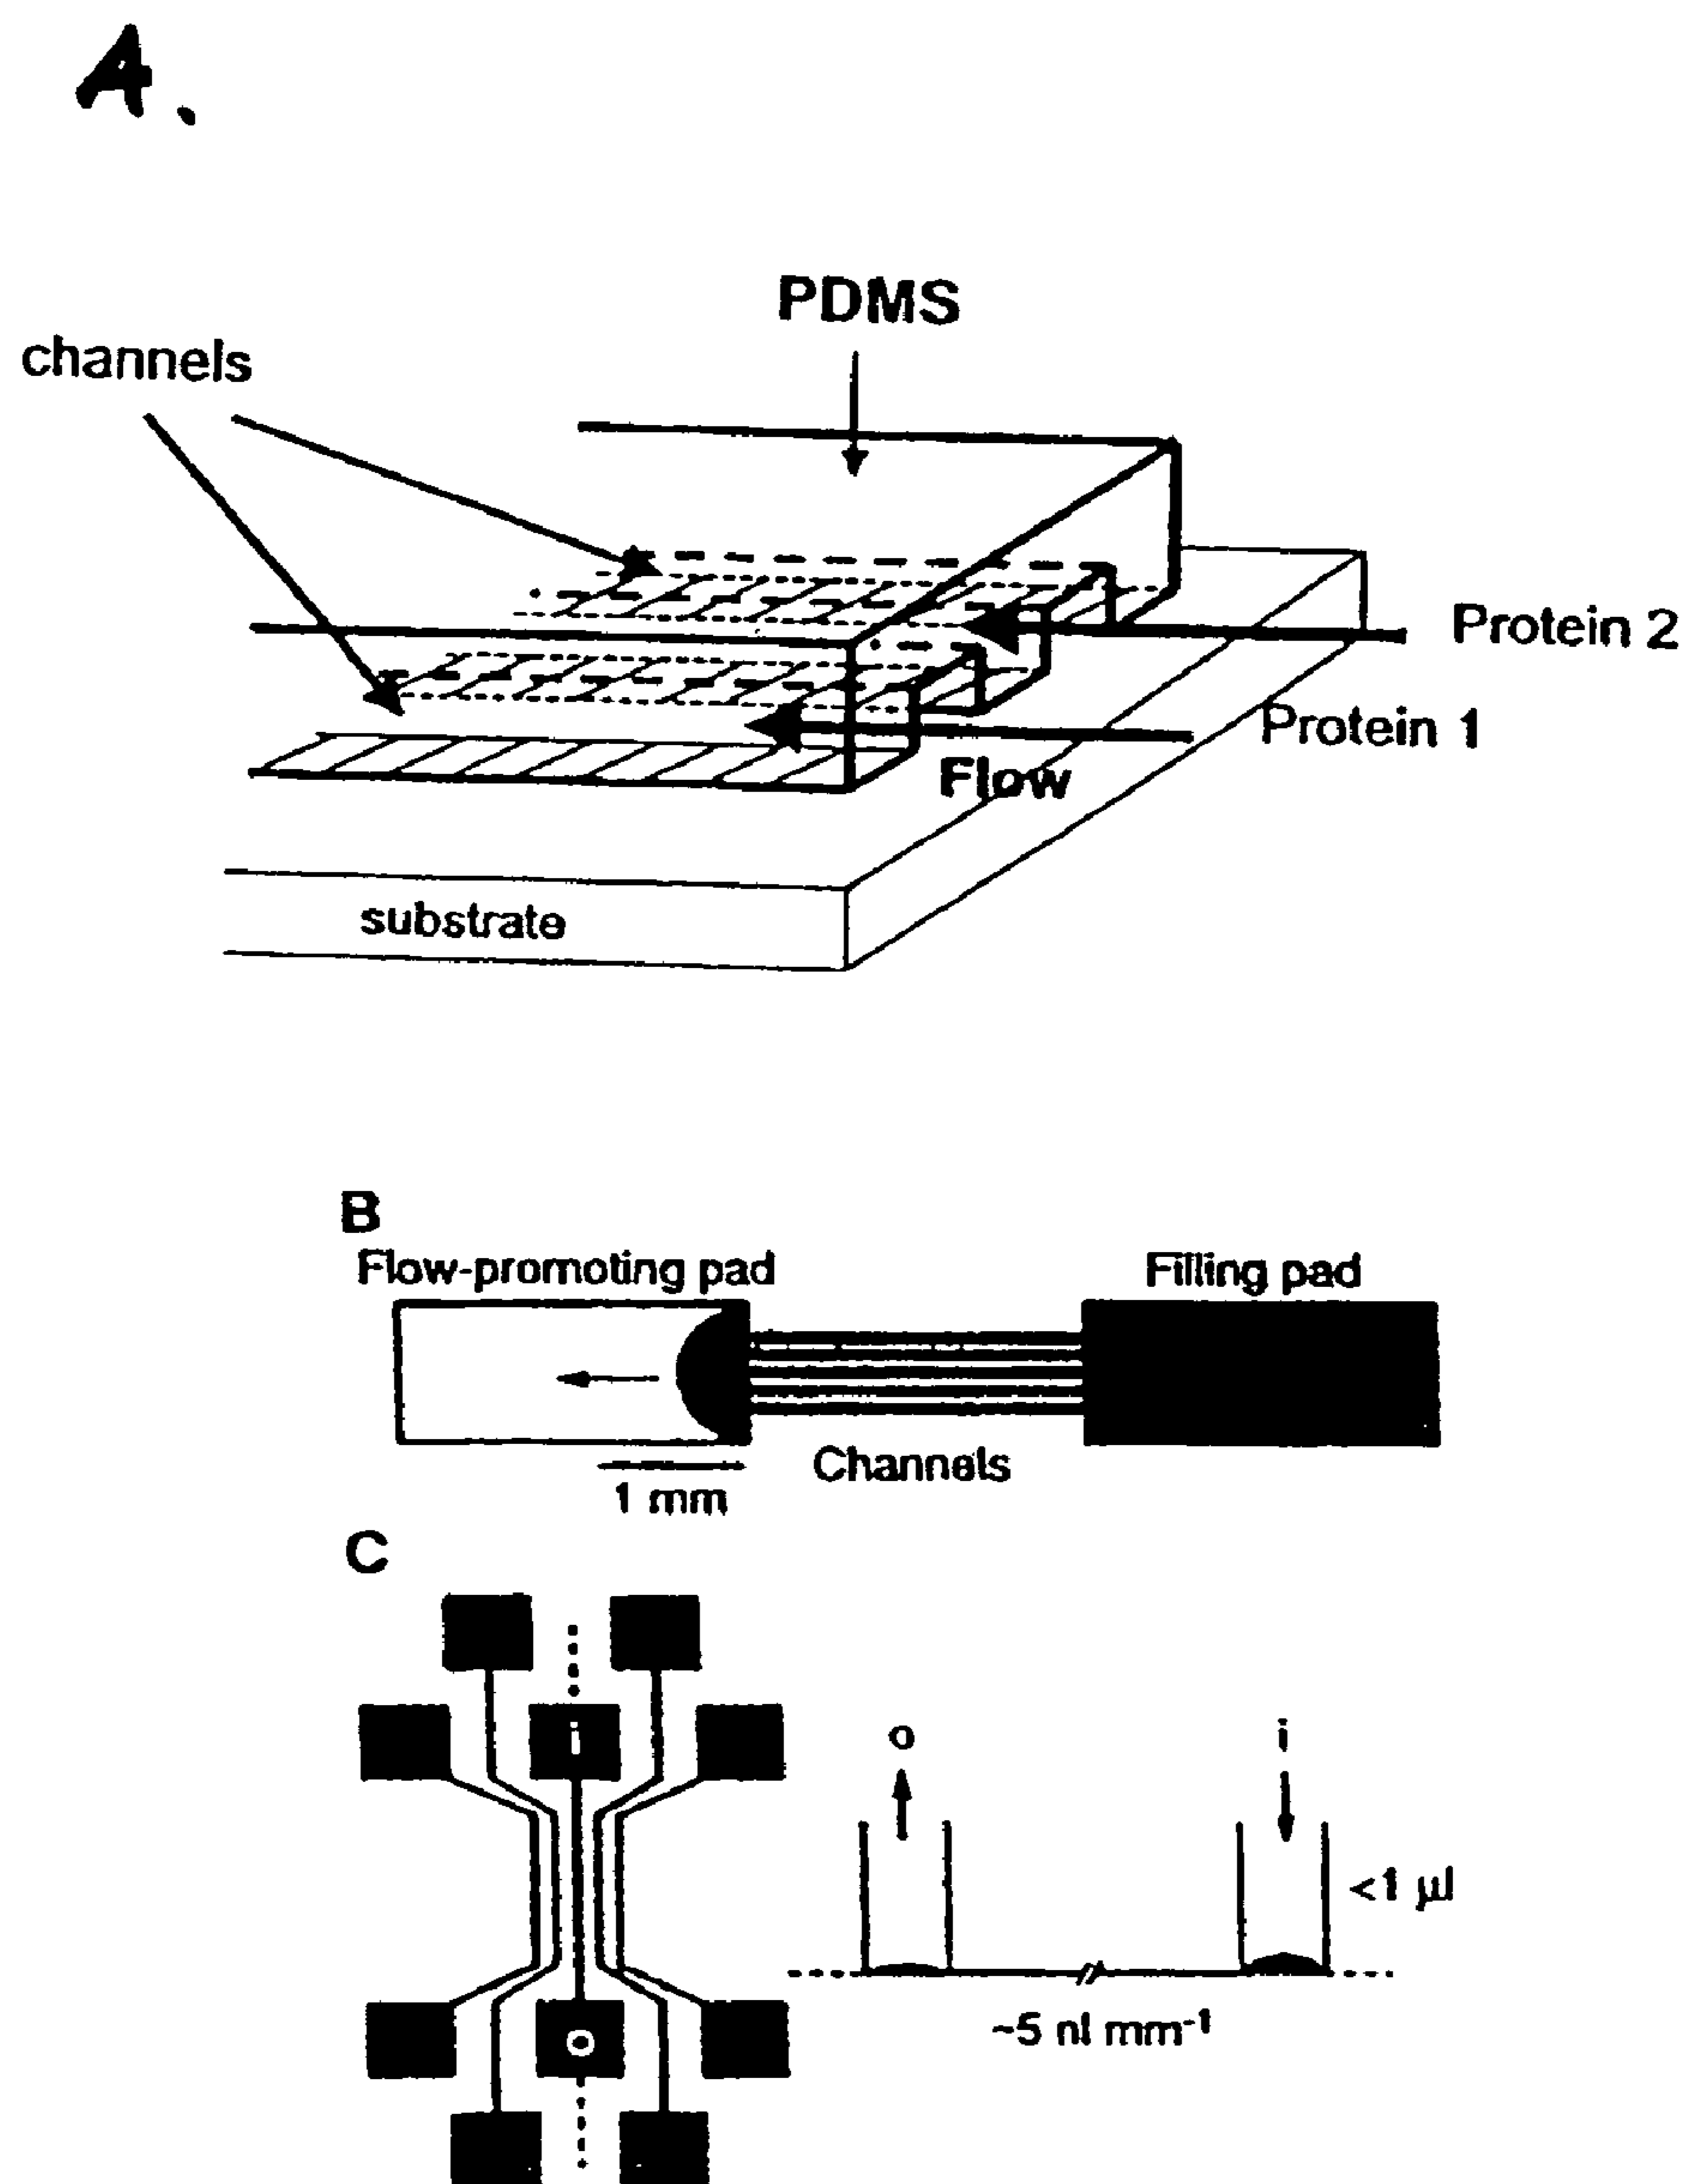 A.
PDMS
channels
Protein 2
Protein 1
Flow
substrate
B
Flow-promoting pad
Filling pad
Channels
1 mm
C
i
o
o
i
<1 µl
~5 nl mm-1